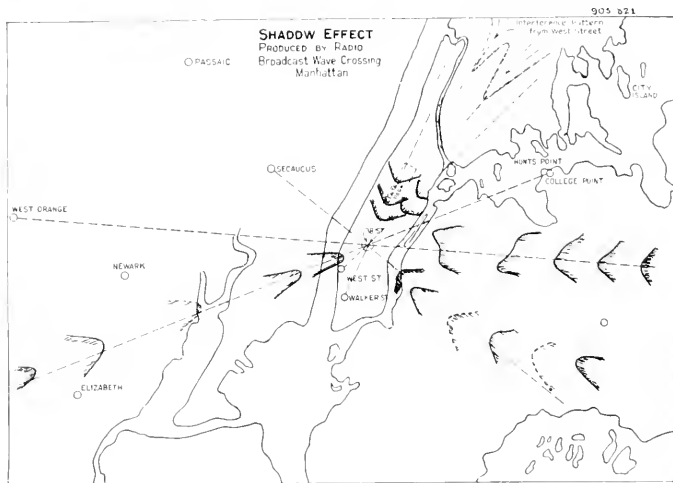 905 821
SHADOW EFFECT
PRODUCED BY RADIO
Broadcast Wave Crossing
Manhattan
Interference Pattern
from West Street
PASSAIC
CITY
ISLAND
SECAUCUS
HUNTS POINT
COLLEGE POINT
WEST ORANGE
NEWARK
WEST ST
WALKER ST
ELIZABETH